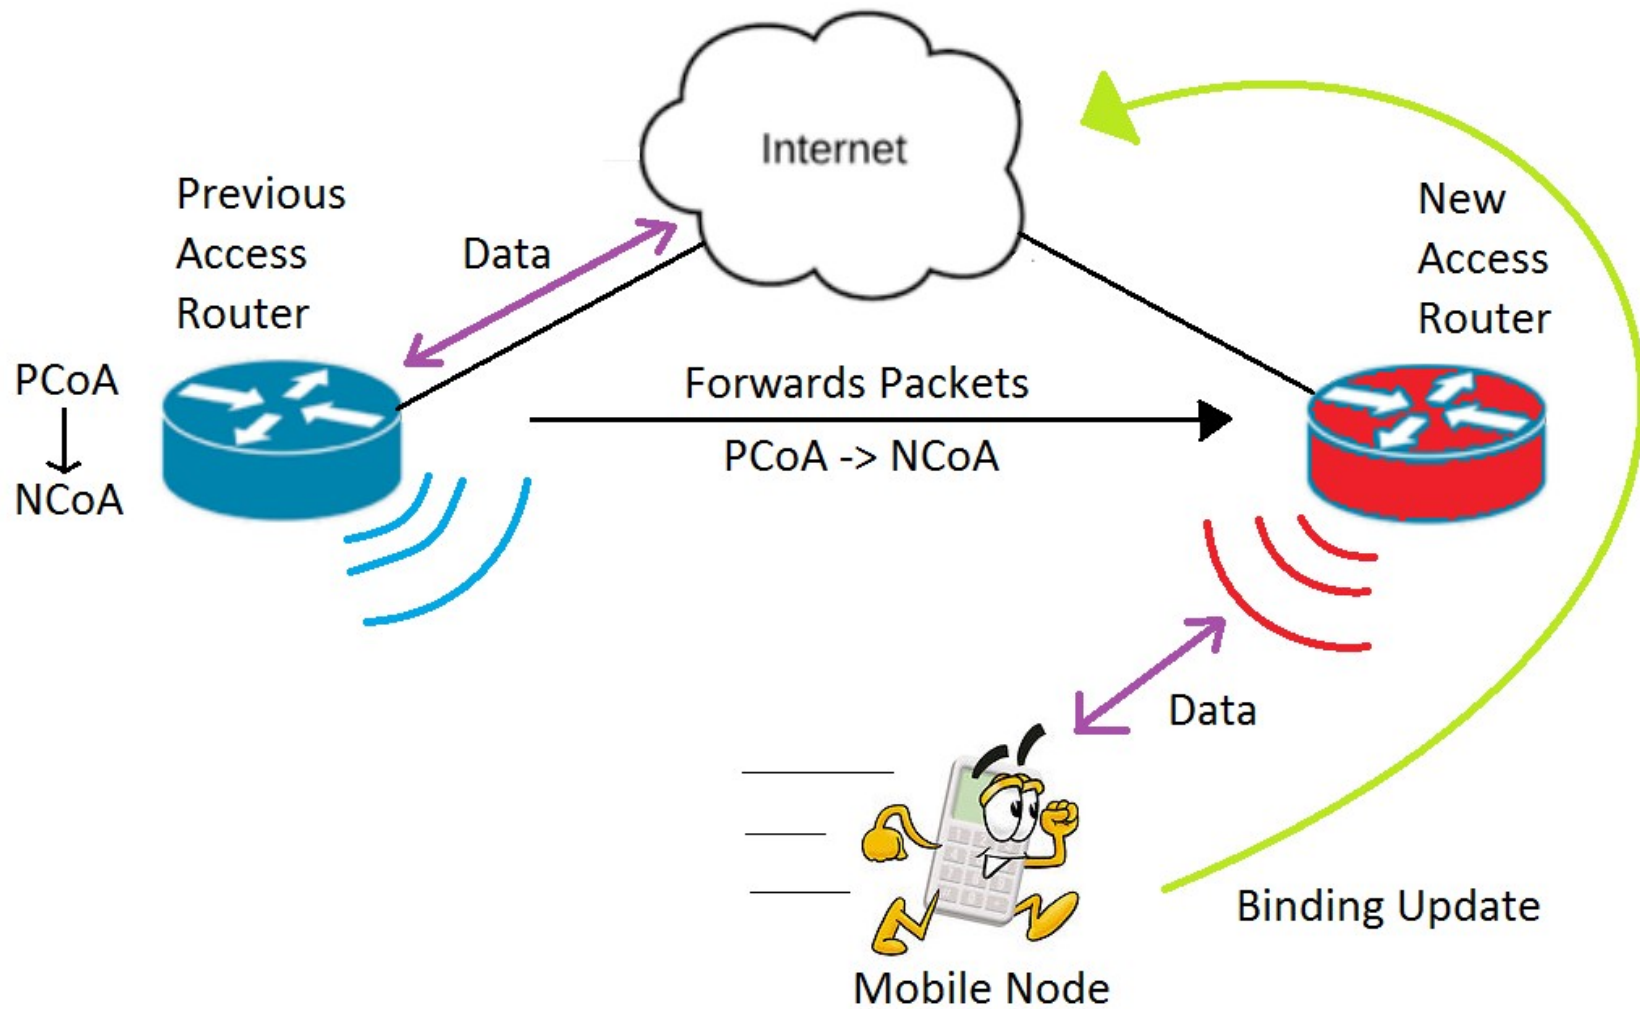 Internet
Previous
Access
Router
Data
New
Access
Router
PCoA
NCoA
Forwards Packets
PCoA -> NCoA
Data
Binding Update
Mobile Node